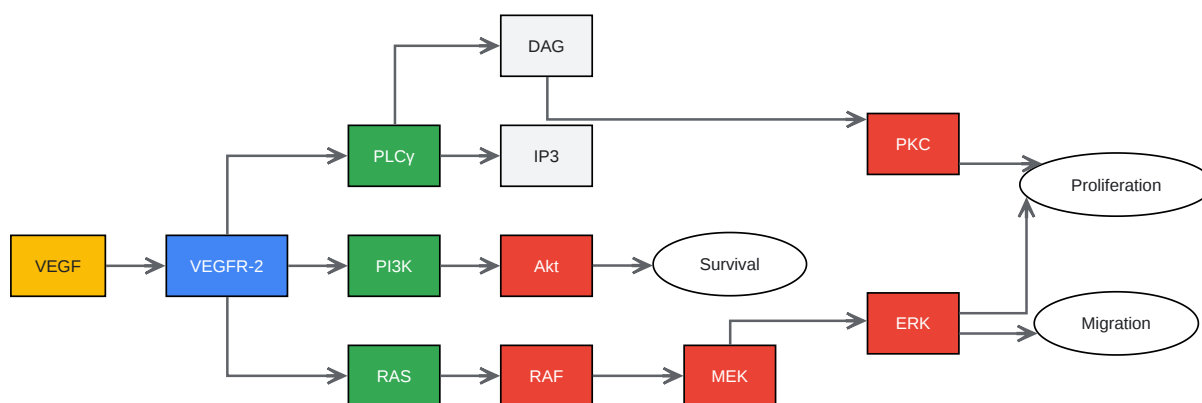 DAG
PLCγ
IP3
PKC
Proliferation
VEGF
VEGFR-2
PI3K
Akt
Survival
ERK
Migration
RAS
RAF
MEK